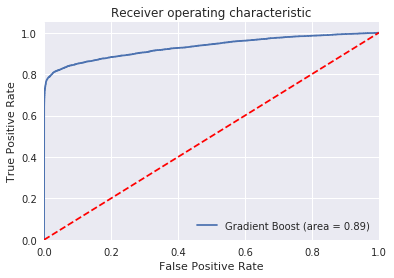 Receiver operating characteristic
1.0
0.8
0.6
0.4
0.2
0.0
True Positive Rate
Gradient Boost (area = 0.89)
0.0 0.2 0.4 0.6 0.8 1.0
False Positive Rate